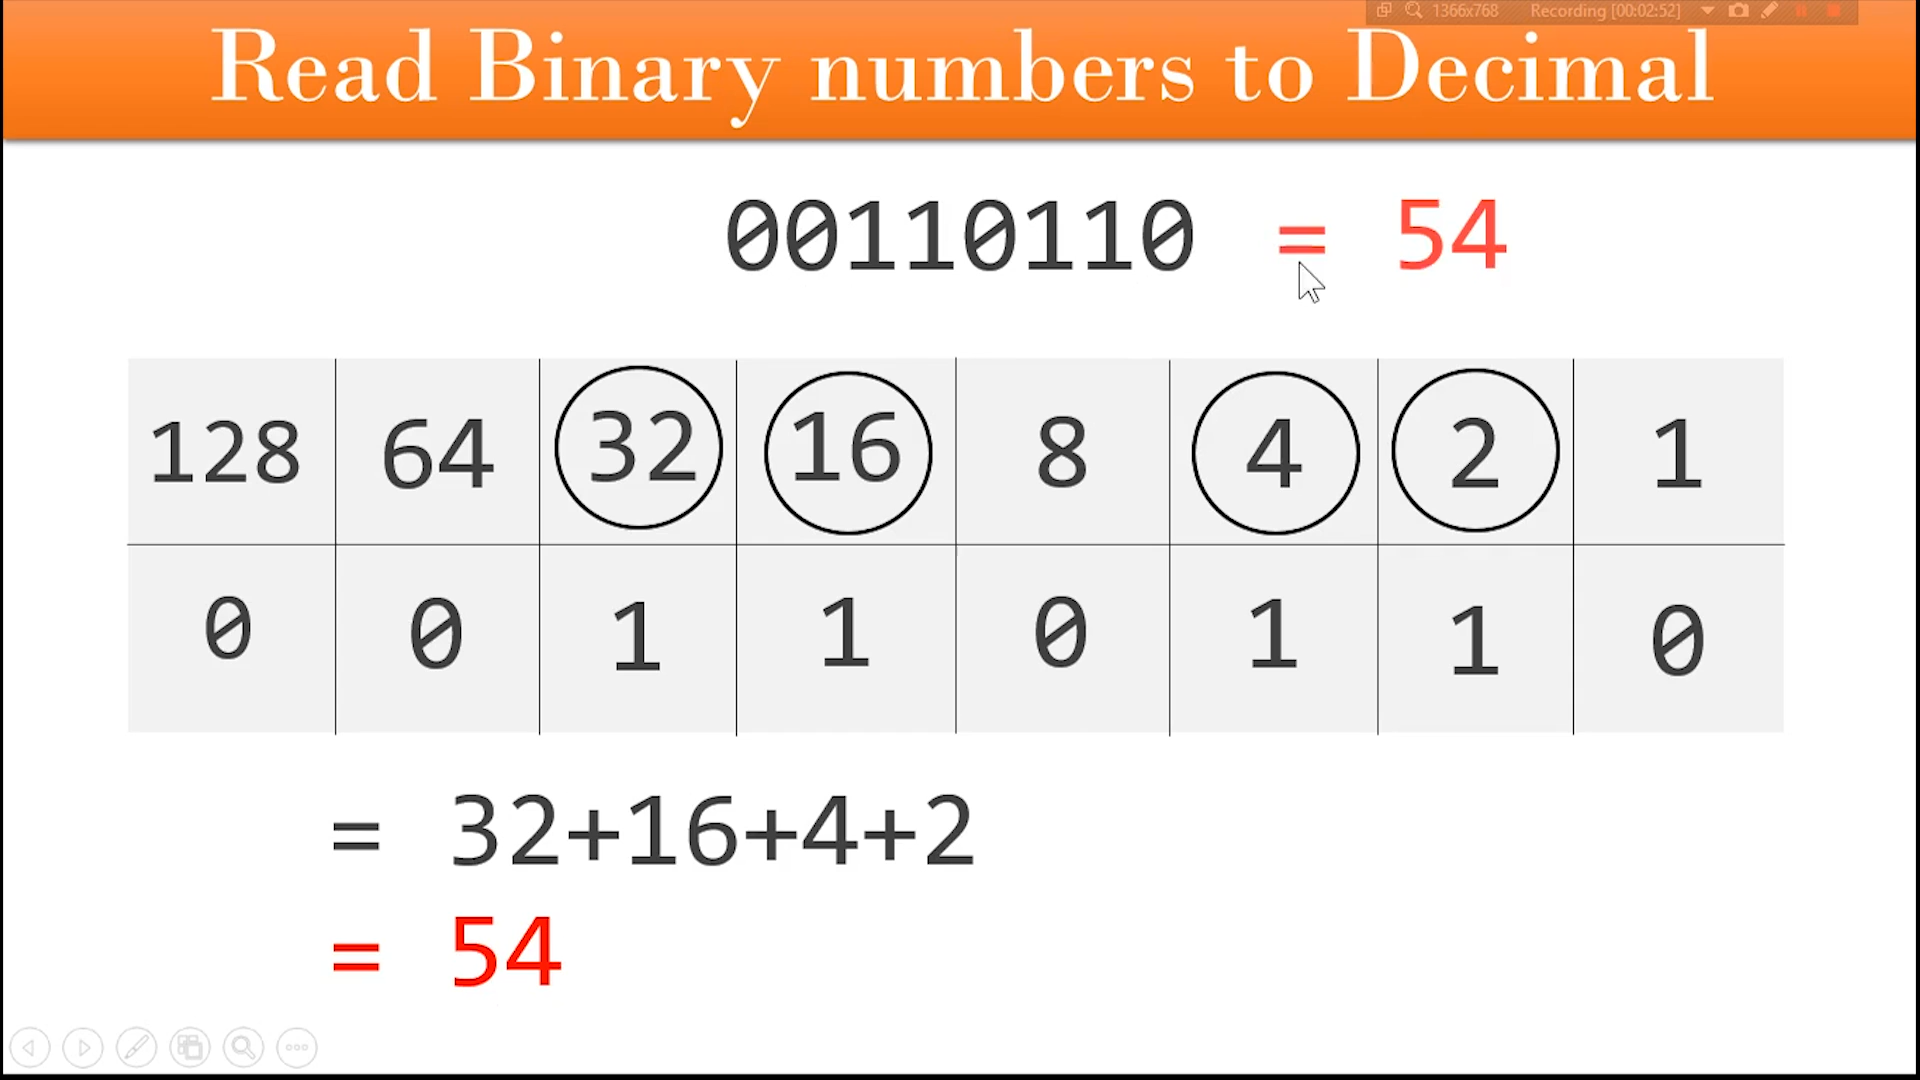 1366x768 Recording [00:02:52]
Read Binary numbers to Decimal
00110110 = 54
128 64 32 16 8 4 2 1
0 0 1 1 0 1 1 0
= 32+16+4+2
= 54